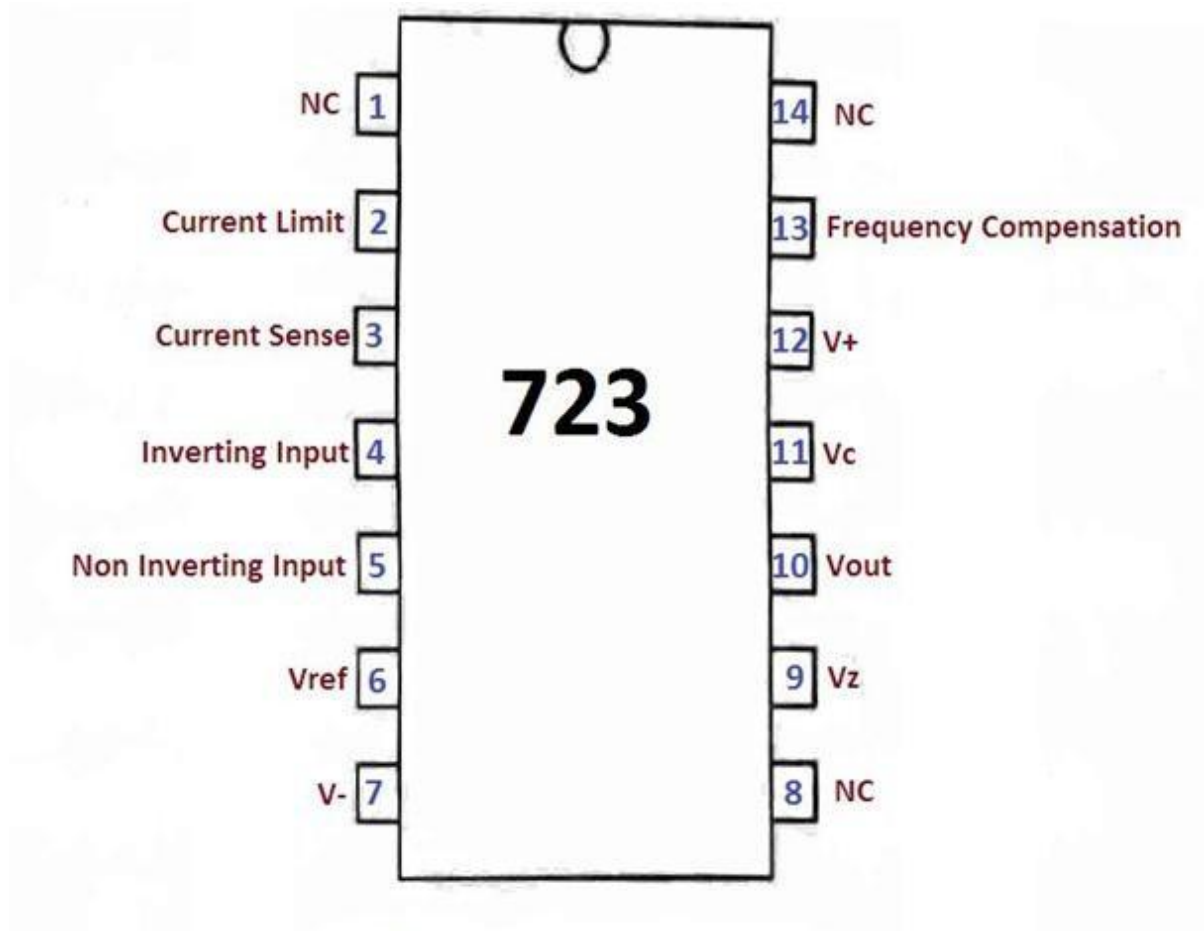 NC 1
14 NC
Current Limit 2
13 Frequency Compensation
Current Sense 3
12 V+
723
Inverting Input 4
11 Vc
Non Inverting Input 5
10 Vout
Vref 6
9 Vz
V- 7
8 NC